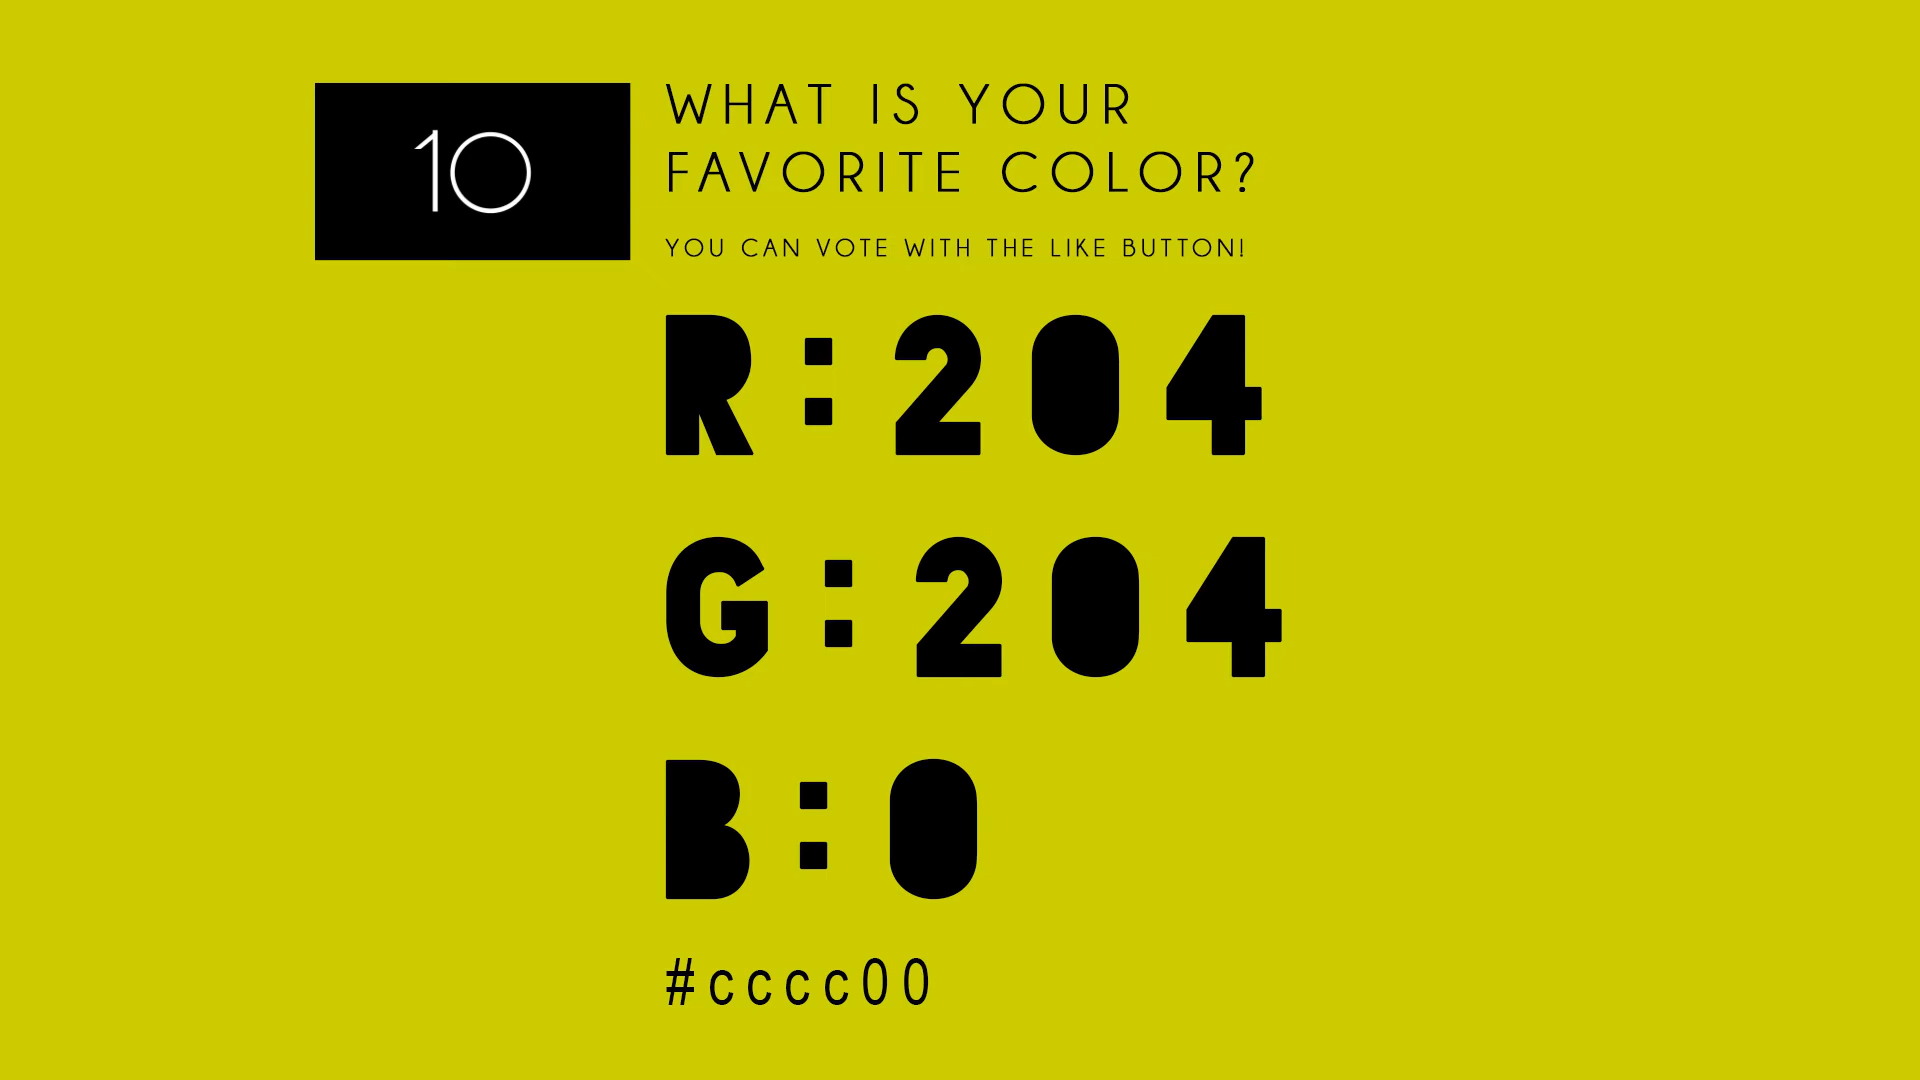 10
WHAT IS YOUR
FAVORITE COLOR?
YOU CAN VOTE WITH THE LIKE BUTTON!
R:204
G:204
B:0
#cccc00